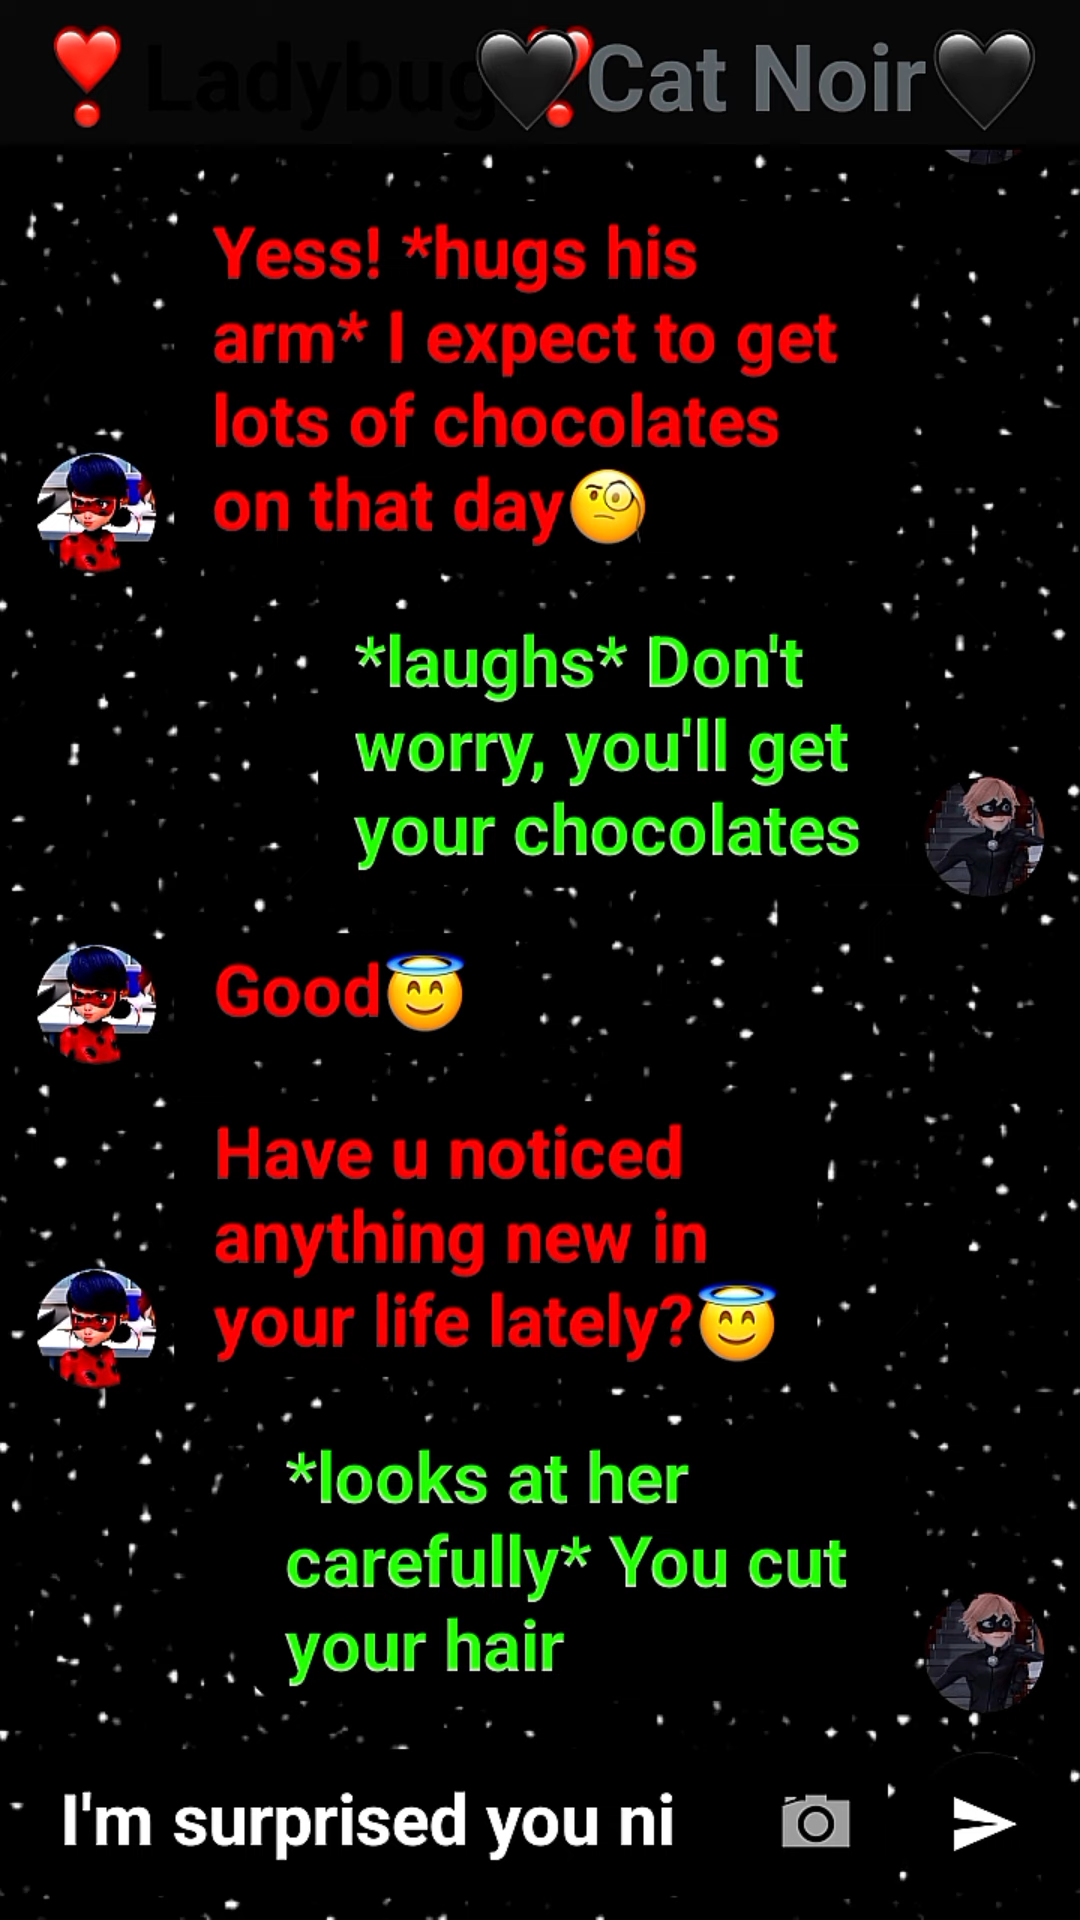 ❣️ Ladybug ❣️ 🖤Cat Noir🖤
Yess! *hugs his
arm* I expect to get
lots of chocolates
on that day🧐
*laughs* Don't
worry, you'll get
your chocolates
Good😇
Have u noticed
anything new in
your life lately?😇
*looks at her
carefully* You cut
your hair
I'm surprised you ni